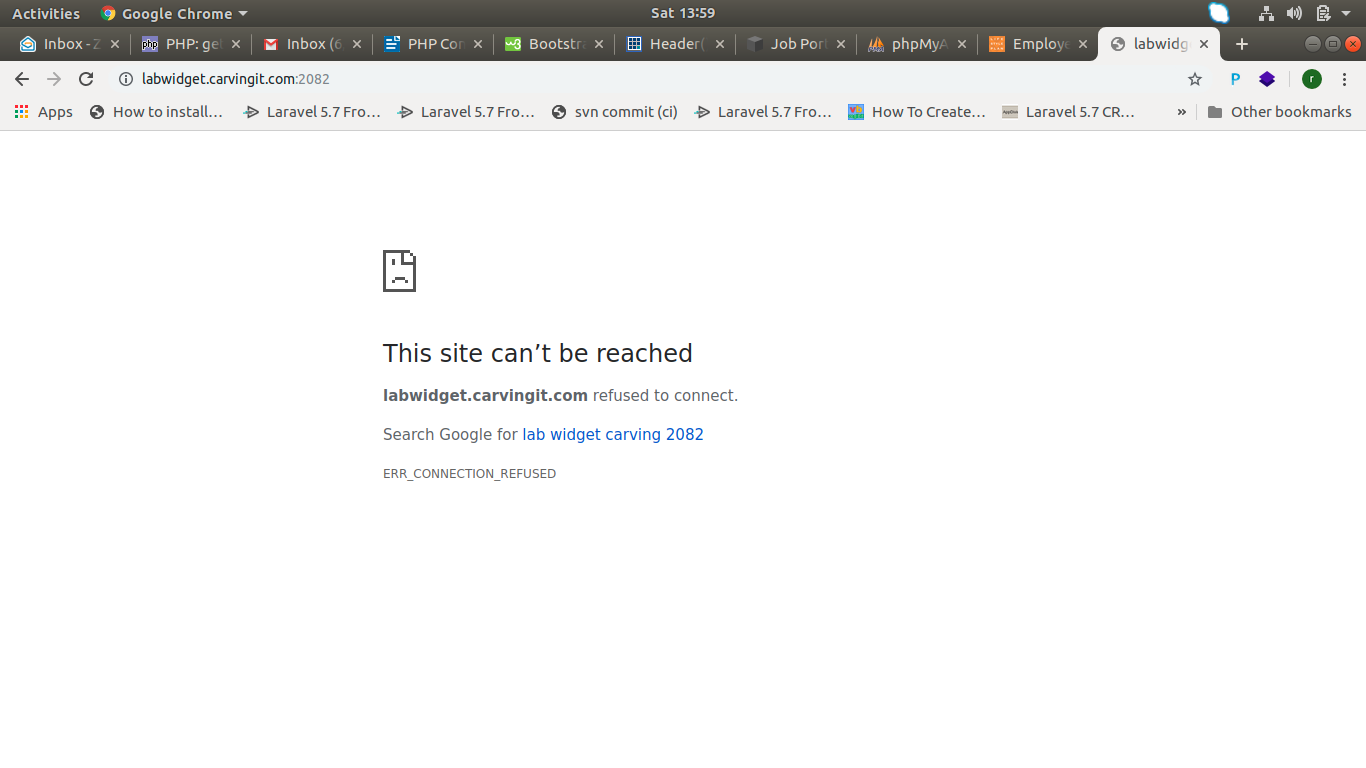 Activities Google Chrome Sat 13:59
Inbox - Z PHP: ge Inbox (6 PHP Con Bootstra Header( Job Port phpMyA Employe labwidg
labwidget.carvingit.com:2082 P r
Apps How to install… Laravel 5.7 Fro… Laravel 5.7 Fro… svn commit (ci) Laravel 5.7 Fro… How To Create… Laravel 5.7 CR… » Other bookmarks
This site can’t be reached
labwidget.carvingit.com refused to connect.
Search Google for lab widget carving 2082
ERR_CONNECTION_REFUSED